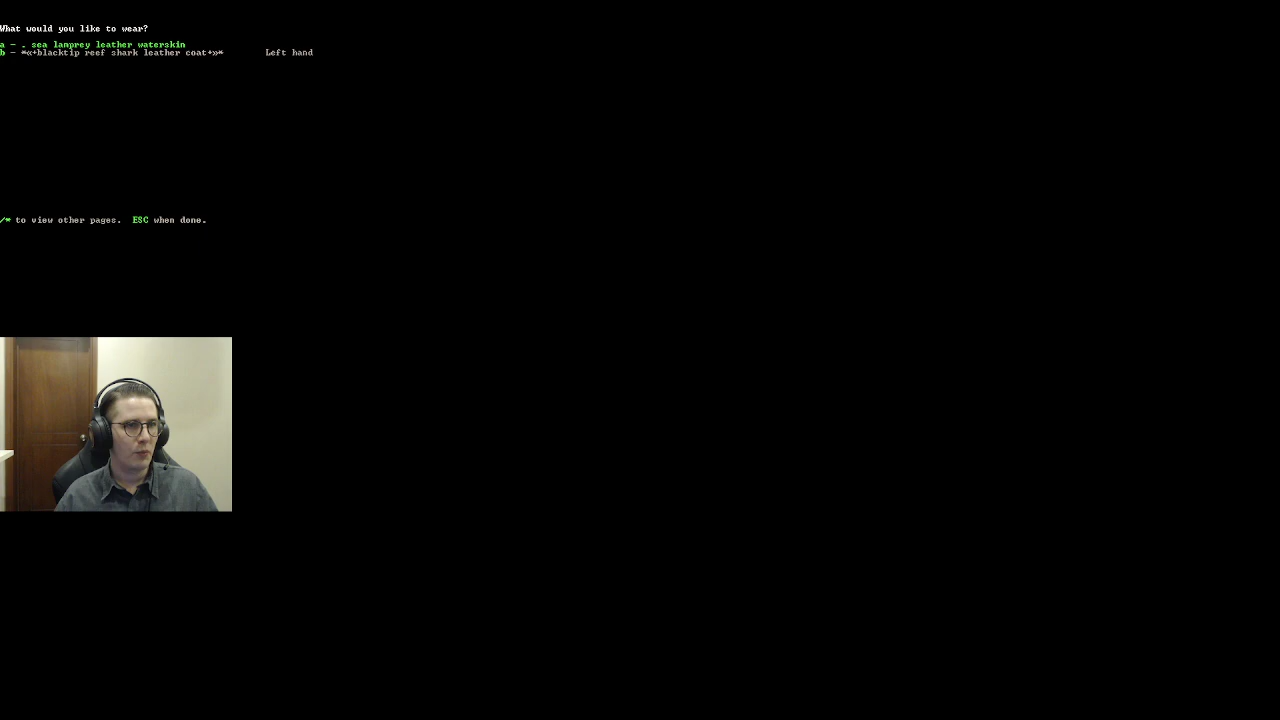 What would you like to wear?
a - . sea lamprey leather waterskin
b - *«+blacktip reef shark leather coat+»* Left hand
/* to view other pages. ESC when done.